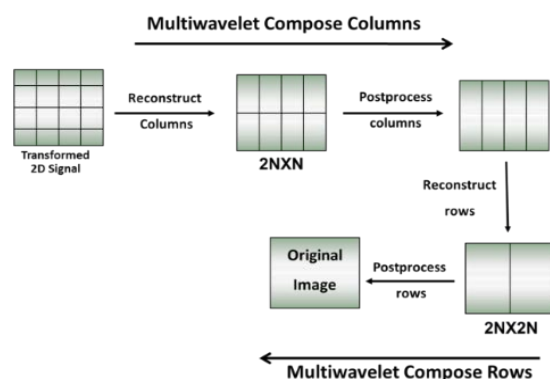 Multiwavelet Compose Columns
Reconstruct
Columns
Postprocess
columns
Transformed
2D Signal
2NXN
Reconstruct
rows
Original
Image
Postprocess
rows
2NX2N
Multiwavelet Compose Rows